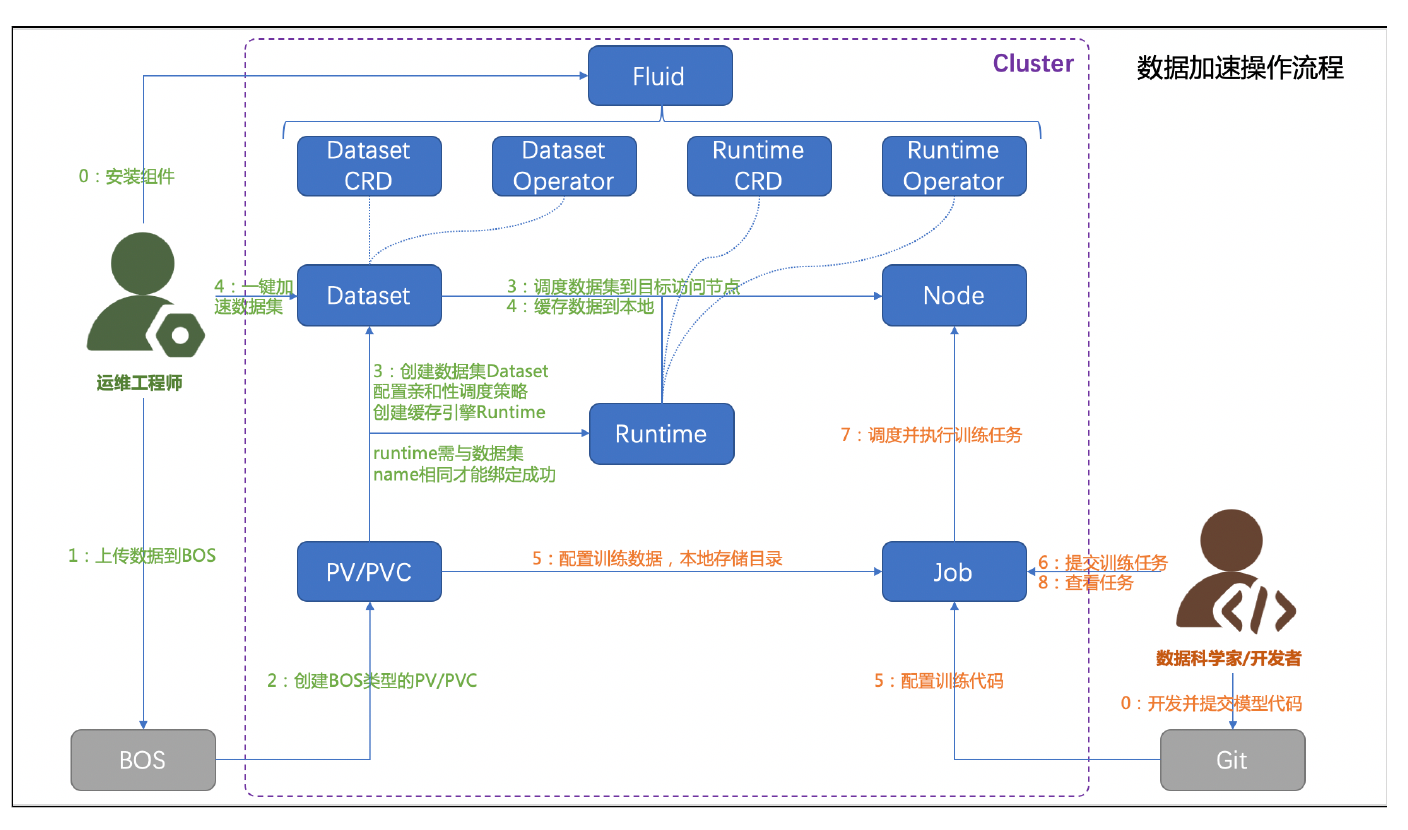 Cluster
数据加速操作流程
Fluid
Dataset
CRD
Dataset
Operator
Runtime
CRD
Runtime
Operator
0：安装组件
4：一键加
速数据集
Dataset
3：调度数据集到目标访问节点
4：缓存数据到本地
Node
运维工程师
3：创建数据集Dataset
配置亲和性调度策略
创建缓存引擎Runtime
runtime需与数据集
name相同才能绑定成功
Runtime
7：调度并执行训练任务
1：上传数据到BOS
PV/PVC
5：配置训练数据，本地存储目录
Job
6：提交训练任务
8：查看任务
数据科学家/开发者
2：创建BOS类型的PV/PVC
5：配置训练代码
0：开发并提交模型代码
BOS
Git